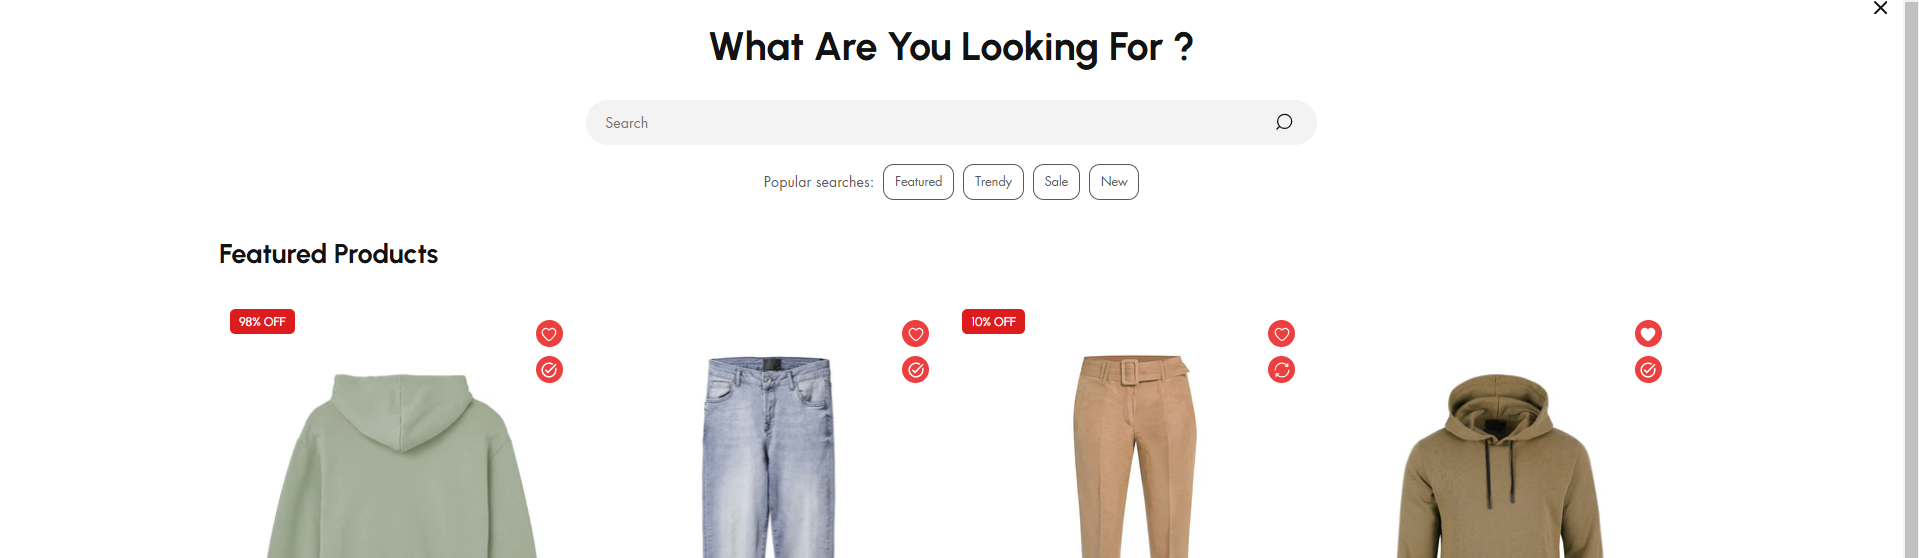 What Are You Looking For ?
Search
Popular searches: Featured Trendy Sale New
Featured Products
98% OFF 10% OFF